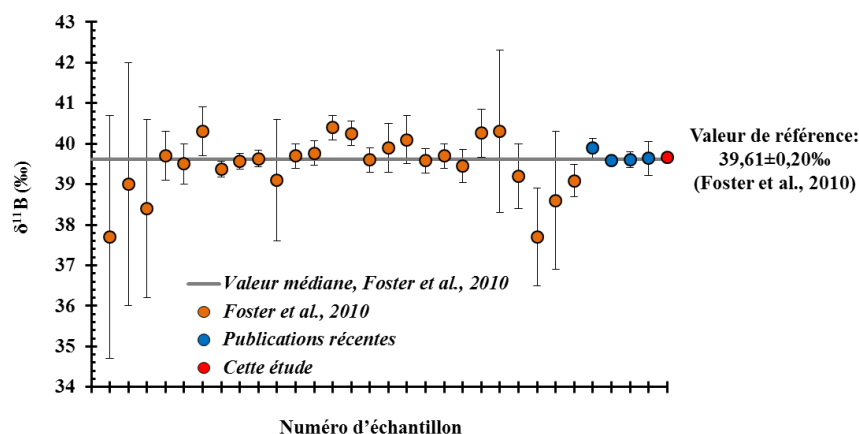 43
42
41
40
39
38
37
36
35
34
δ¹¹B (‰)
Valeur médiane, Foster et al., 2010
Foster et al., 2010
Publications récentes
Cette étude
Numéro d'échantillon
Valeur de référence:
39,61±0,20‰
(Foster et al., 2010)